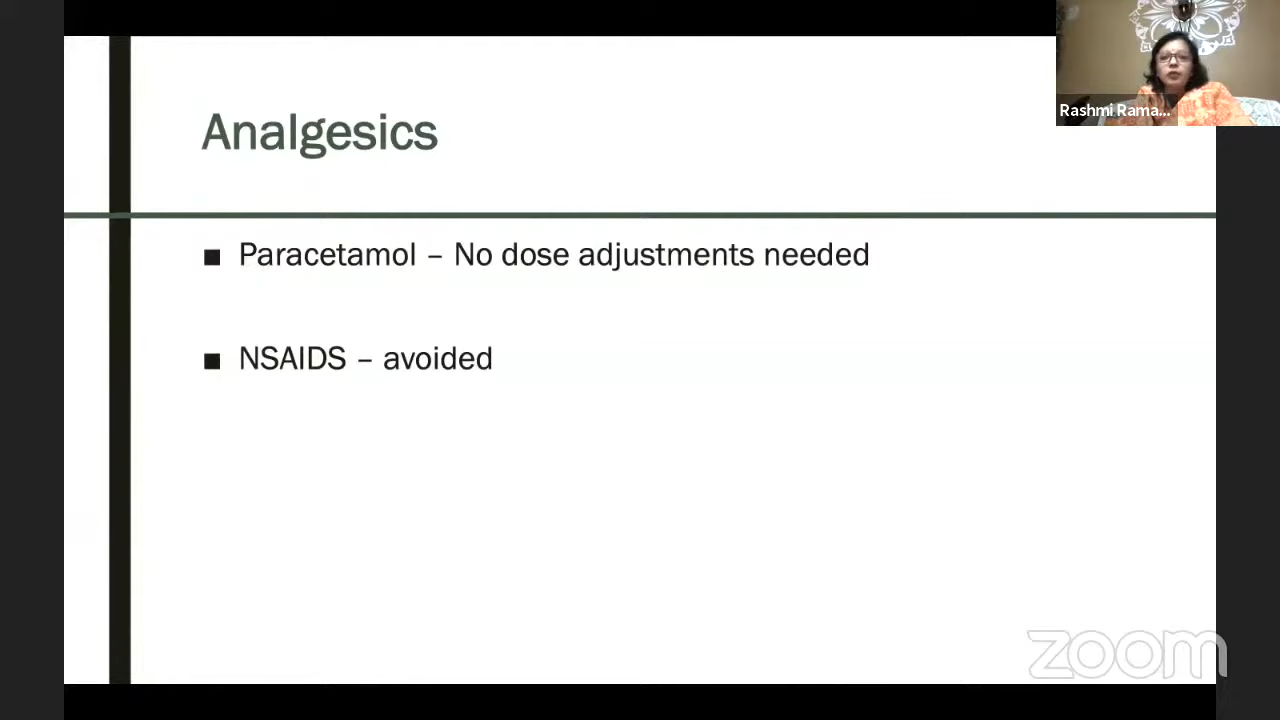 Rashmi Rama...
Analgesics
■ Paracetamol – No dose adjustments needed
■ NSAIDS – avoided
zoom